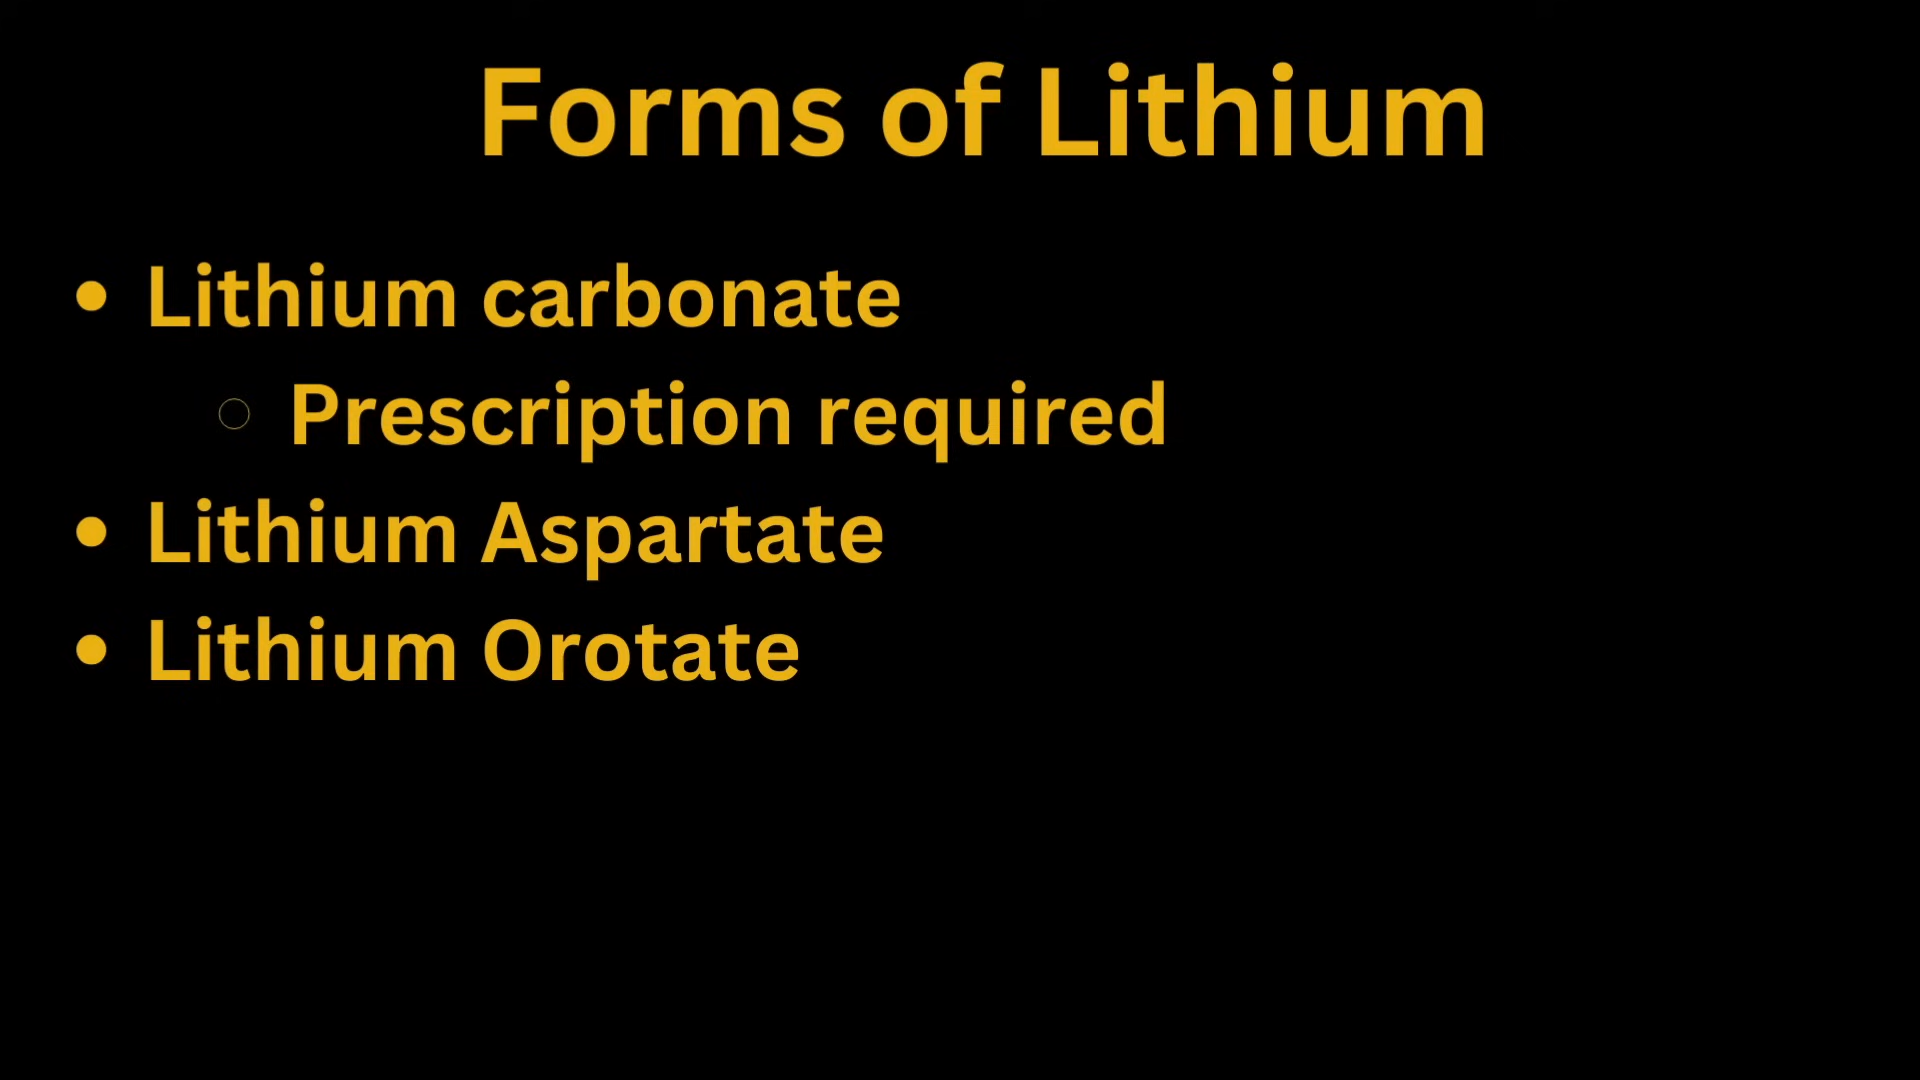 Forms of Lithium
Lithium carbonate
Prescription required
Lithium Aspartate
Lithium Orotate